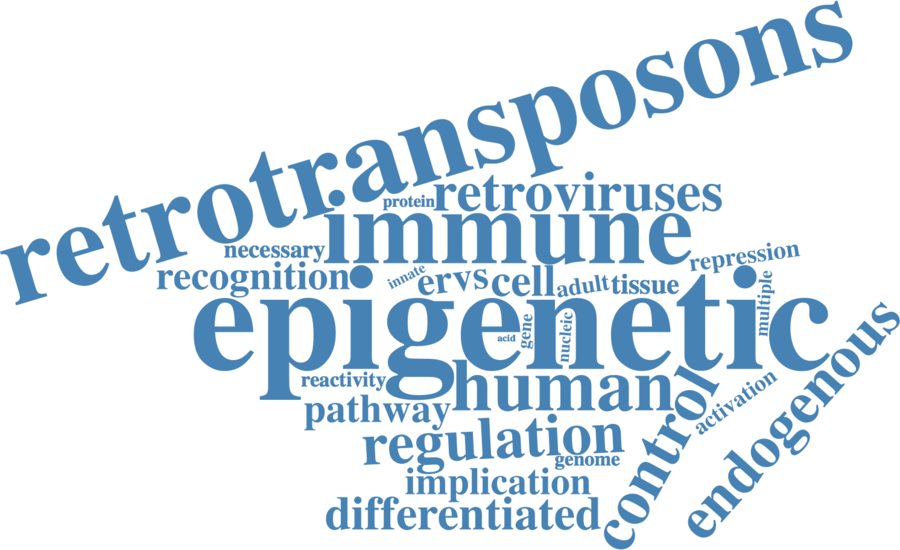 retrotransposons
protein
retroviruses
immune
necessary
repression
recognition
innate
ervs
cell
adult
tissue
multiple
epigenetic
acid
gene
nucleic
endogenous
reactivity
human
control
activation
pathway
regulation
genome
implication
differentiated